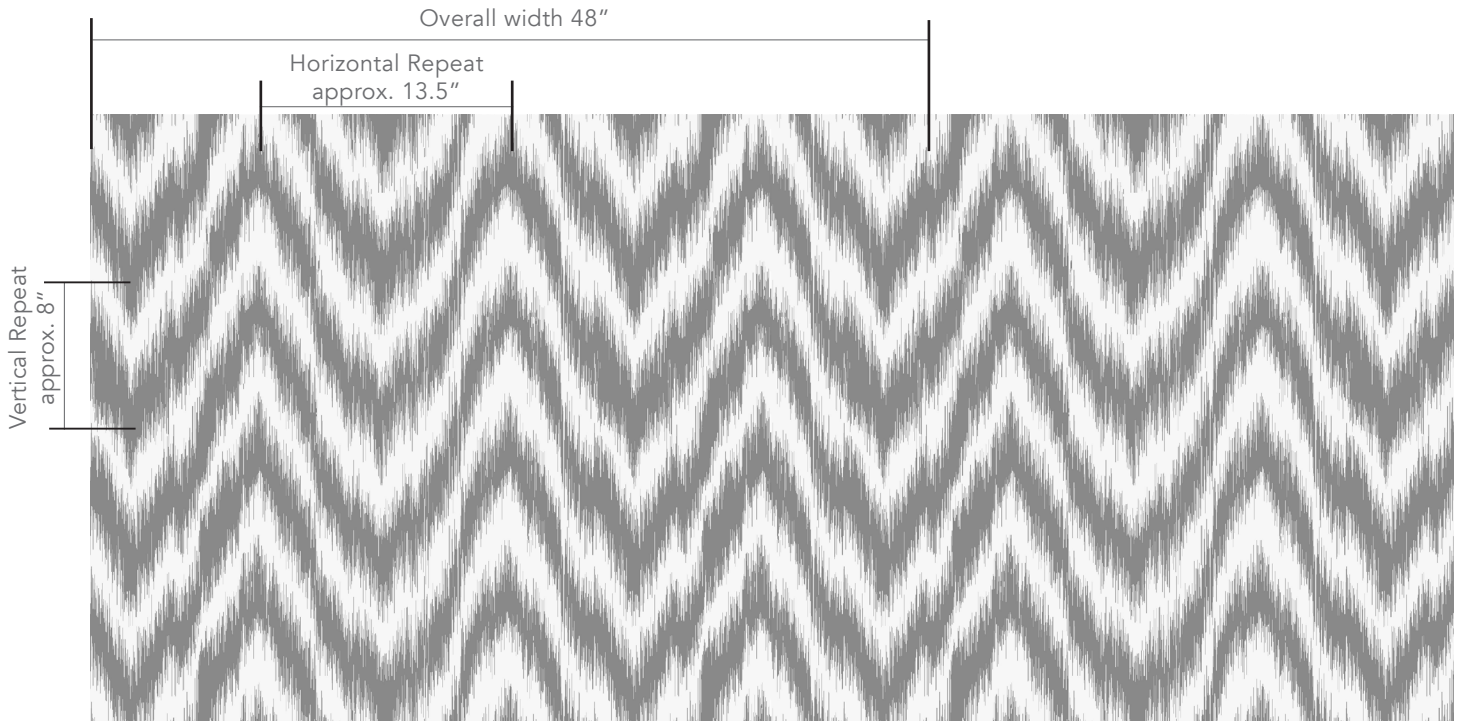 Overall width 48”
Horizontal Repeat
approx. 13.5”
Vertical Repeat
approx. 8”